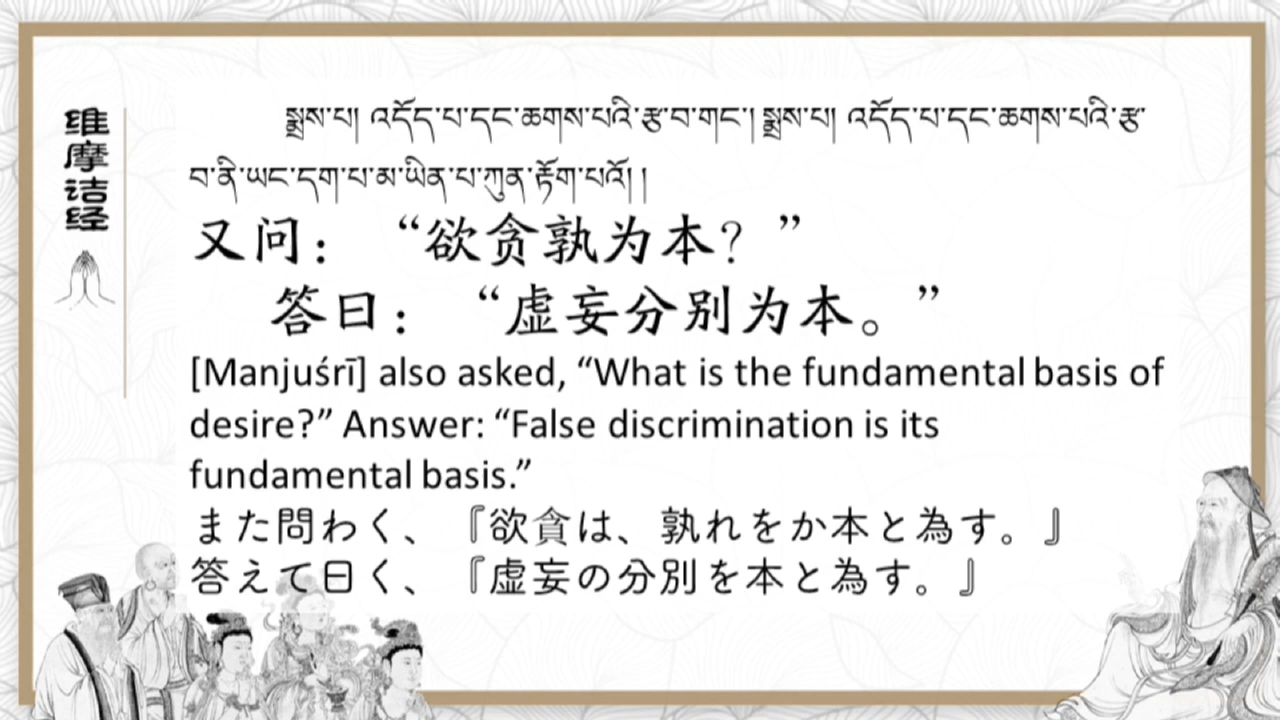 维摩诘经
སྨྲས་པ། འདོད་པ་དང་ཆགས་པའི་རྩ་བ་གང་། སྨྲས་པ། འདོད་པ་དང་ཆགས་པའི་རྩ་
བ་ནི་ཡང་དག་པ་མ་ཡིན་པ་ཀུན་རྟོག་པའོ། །
又问：“欲贪孰为本？”
答曰：“虚妄分别为本。”
[Manjuśrī] also asked, “What is the fundamental basis of
desire?” Answer: “False discrimination is its
fundamental basis.”
また問わく、『欲貪は、孰れをか本と為す。』
答えて曰く、『虚妄の分別を本と為す。』